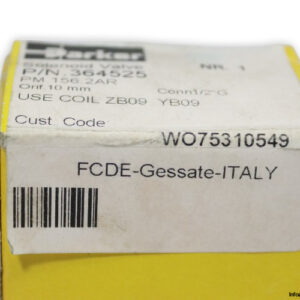 Parker
Solenoid Valve NR. 1
P/N.364525
PM 156.2AR
Orif.10 mm Conn1/2"G
USE COIL ZB09 YB09
Cust. Code
WO75310549
FCDE-Gessate-ITALY